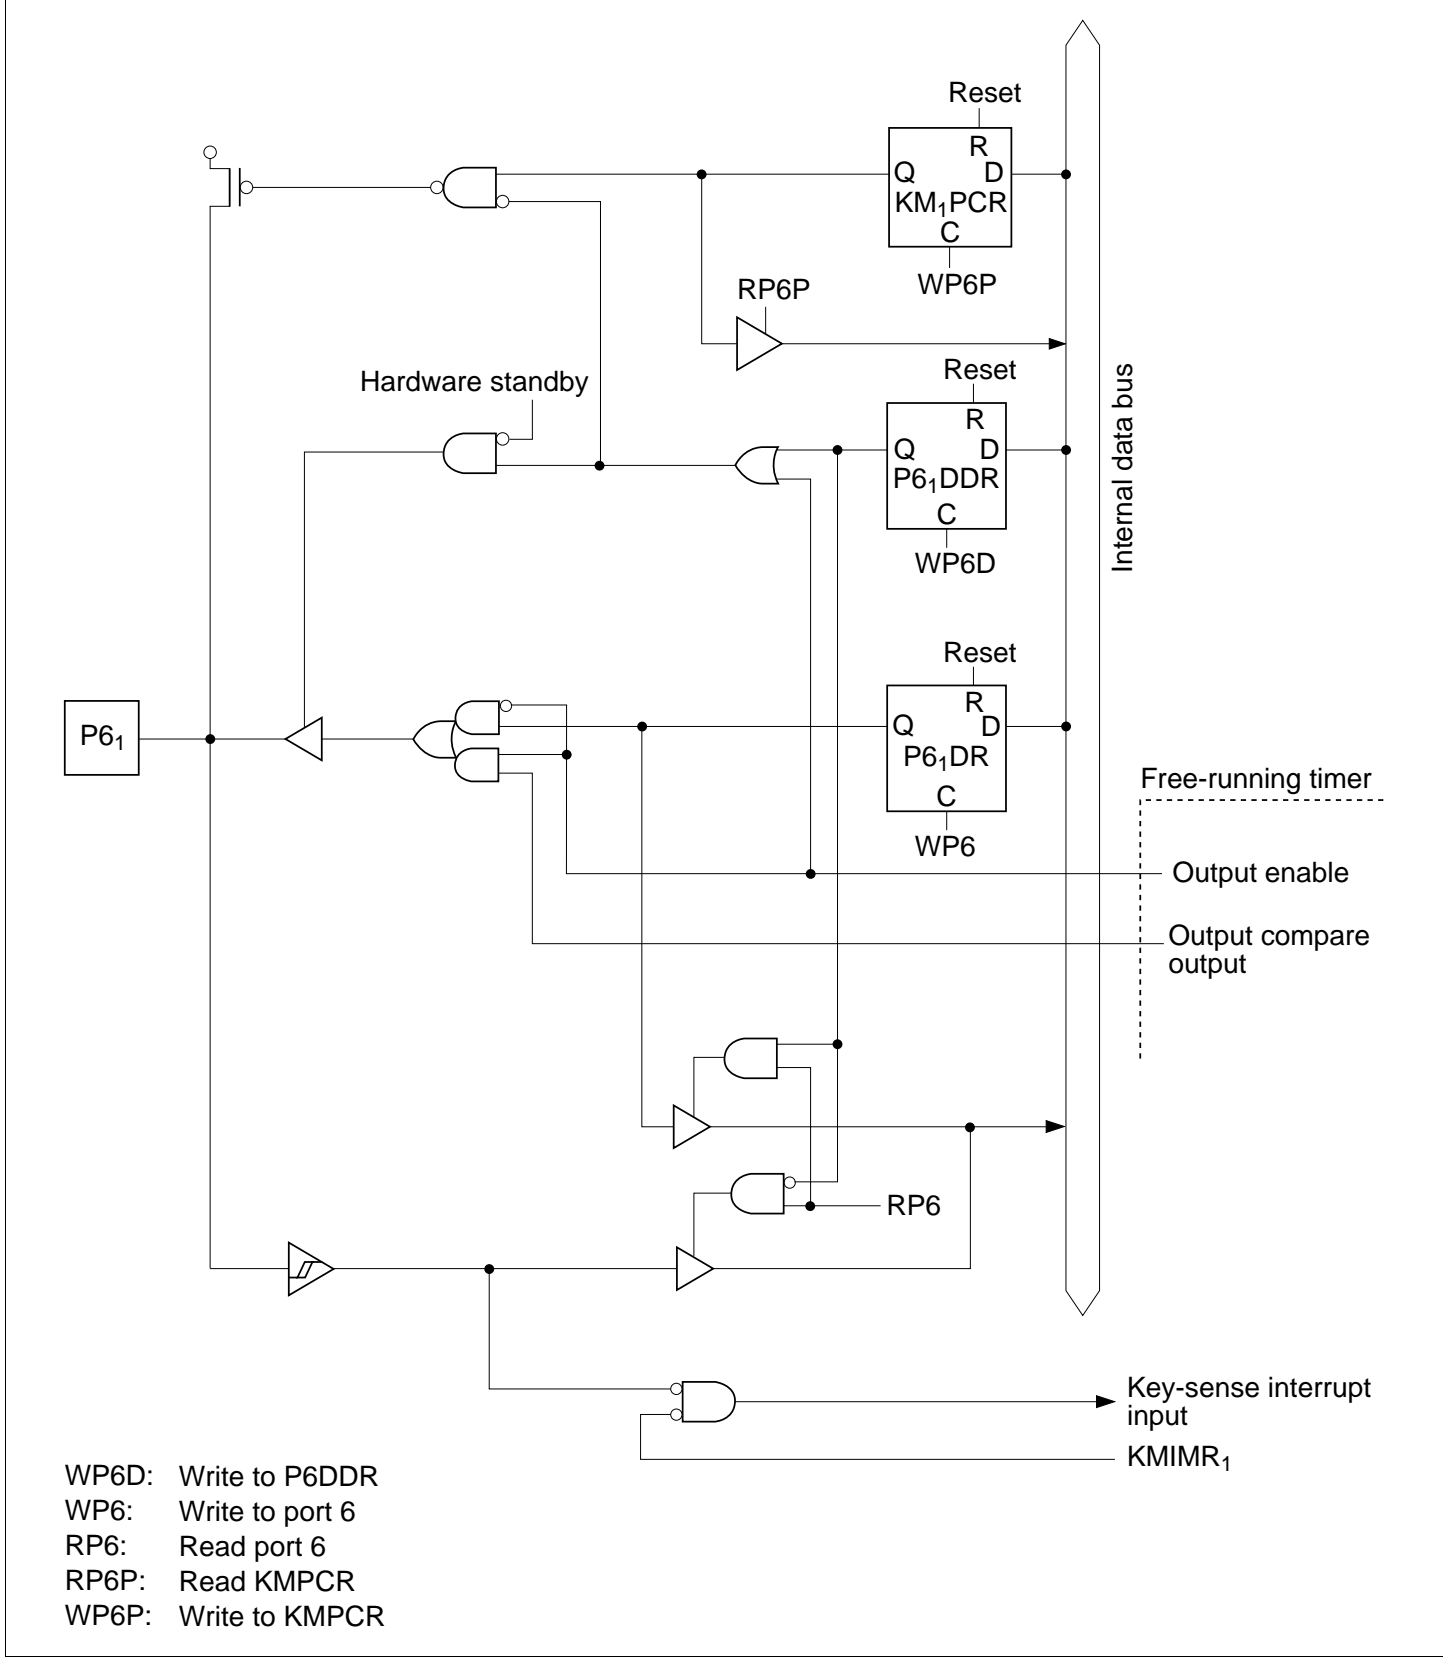 Reset
R
Q
D
KM₁PCR
C
WP6P
RP6P
Reset
Hardware standby
R
Q
D
P6₁DDR
C
WP6D
Internal data bus
Reset
R
Q
D
P6₁
P6₁DR
C
WP6
Free-running timer
Output enable
Output compare
output
RP6
Key-sense interrupt
input
KMIMR₁
WP6D: Write to P6DDR
WP6: Write to port 6
RP6: Read port 6
RP6P: Read KMPCR
WP6P: Write to KMPCR